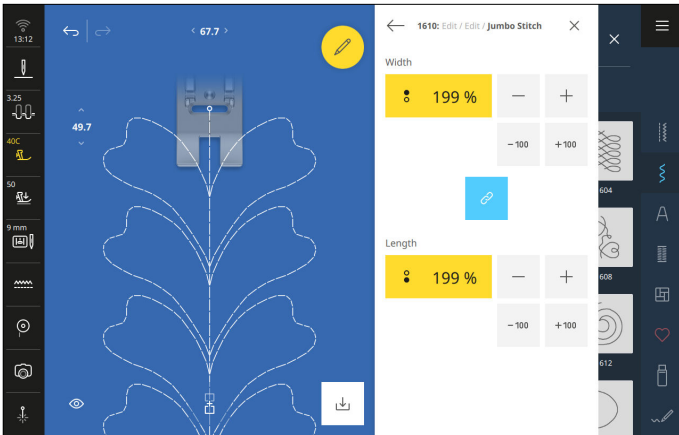 13:12
3.25
40C
50
9 mm
67.7
49.7
1610: Edit / Edit / Jumbo Stitch
Width
199 %
- 100
+100
Length
199 %
- 100
+100
604
608
612